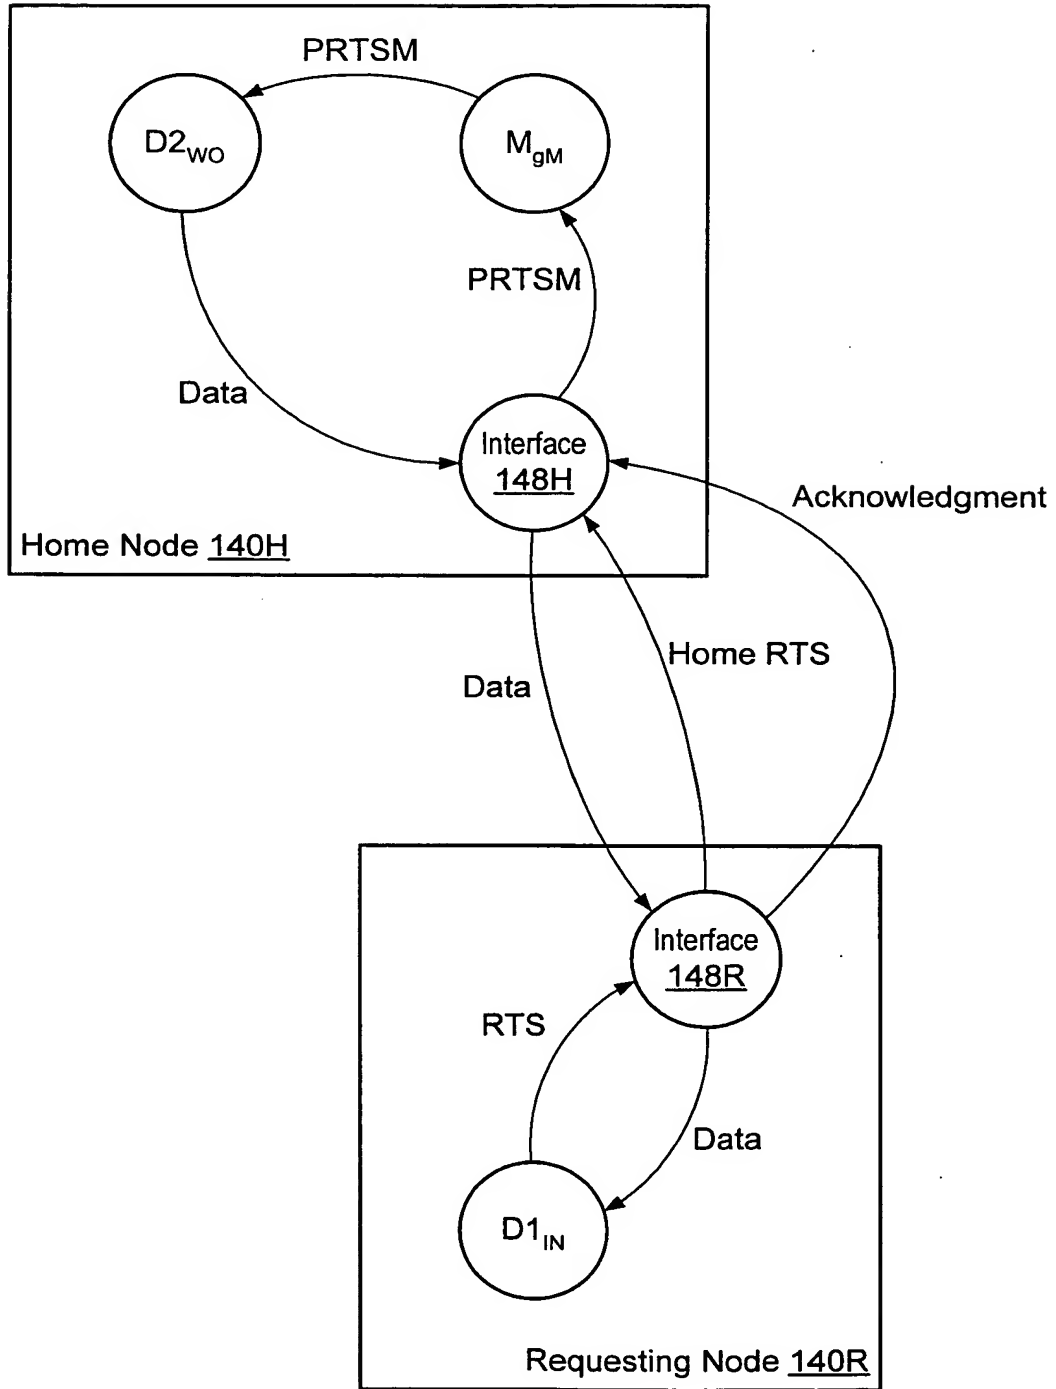 PRTSM
D2WO
MgM
PRTSM
Data
Interface
148H
Acknowledgment
Home Node 140H
Home RTS
Data
Interface
148R
RTS
Data
D1IN
Requesting Node 140R